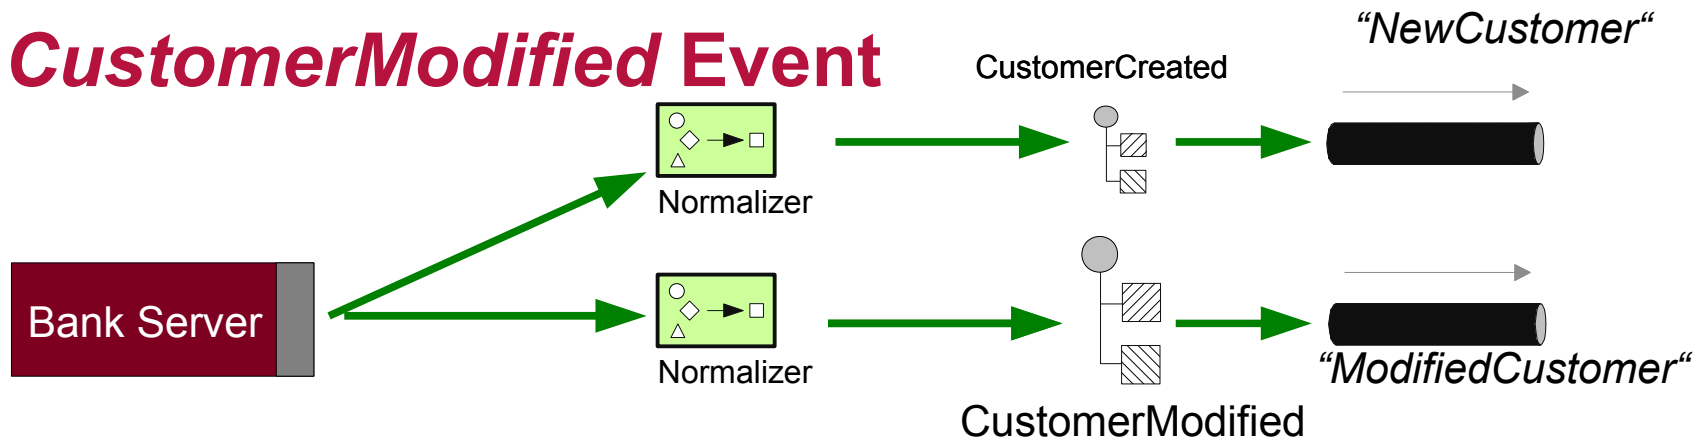 CustomerModified Event
“NewCustomer“
CustomerCreated
Normalizer
Bank Server
Normalizer
“ModifiedCustomer“
CustomerModified